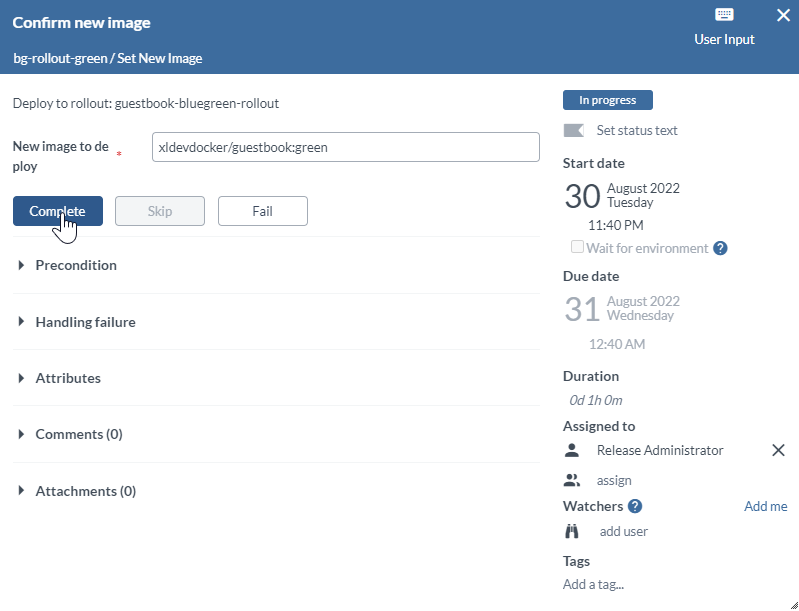 Confirm new image
User Input
bg-rollout-green / Set New Image
Deploy to rollout: guestbook-bluegreen-rollout
New image to de
ploy
*
xldevdocker/guestbook:green
Complete
Skip
Fail
Precondition
Handling failure
Attributes
Comments (0)
Attachments (0)
In progress
Set status text
Start date
30
August 2022
Tuesday
11:40 PM
Wait for environment ?
Due date
31
August 2022
Wednesday
12:40 AM
Duration
0d 1h 0m
Assigned to
Release Administrator
assign
Watchers ? Add me
add user
Tags
Add a tag...